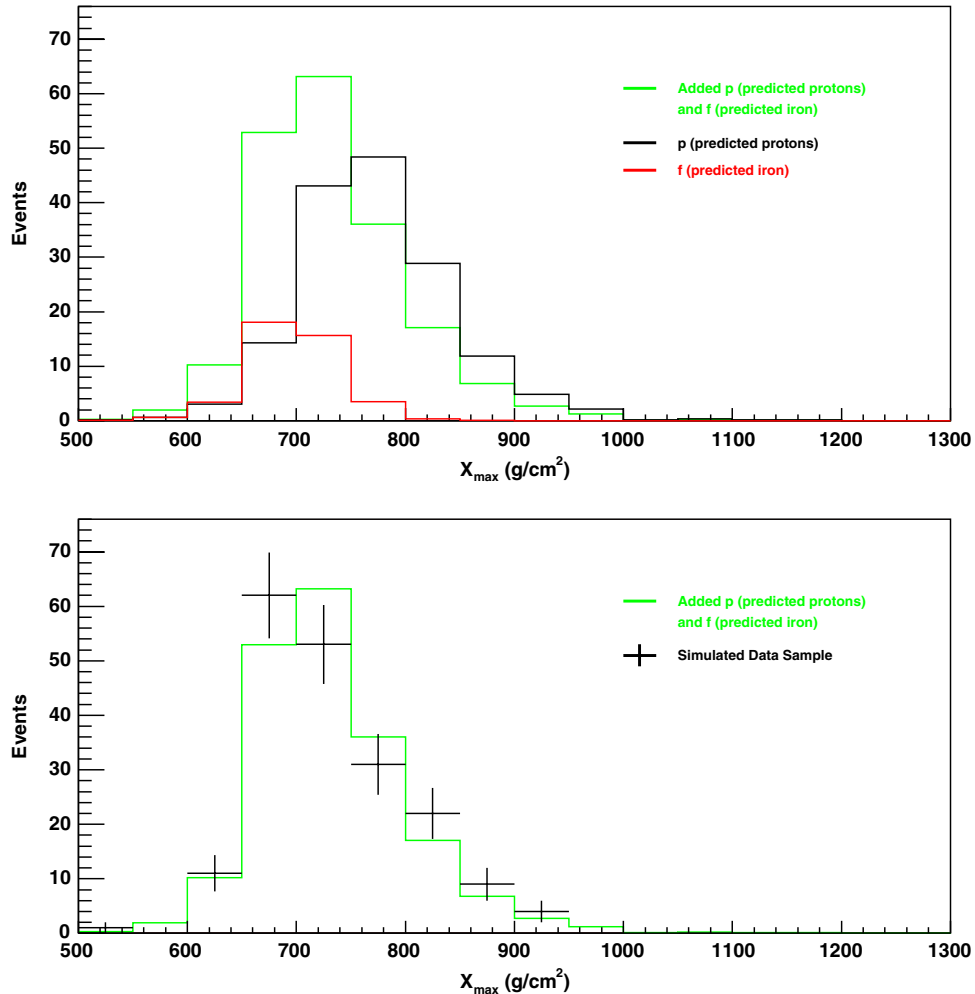 70
60
50
40
30
20
10
0
Events
500 600 700 800 900 1000 1100 1200 1300
X_max (g/cm²)
Added p (predicted protons)
and f (predicted iron)
p (predicted protons)
f (predicted iron)
70
60
50
40
30
20
10
0
Events
500 600 700 800 900 1000 1100 1200 1300
X_max (g/cm²)
Added p (predicted protons)
and f (predicted iron)
Simulated Data Sample